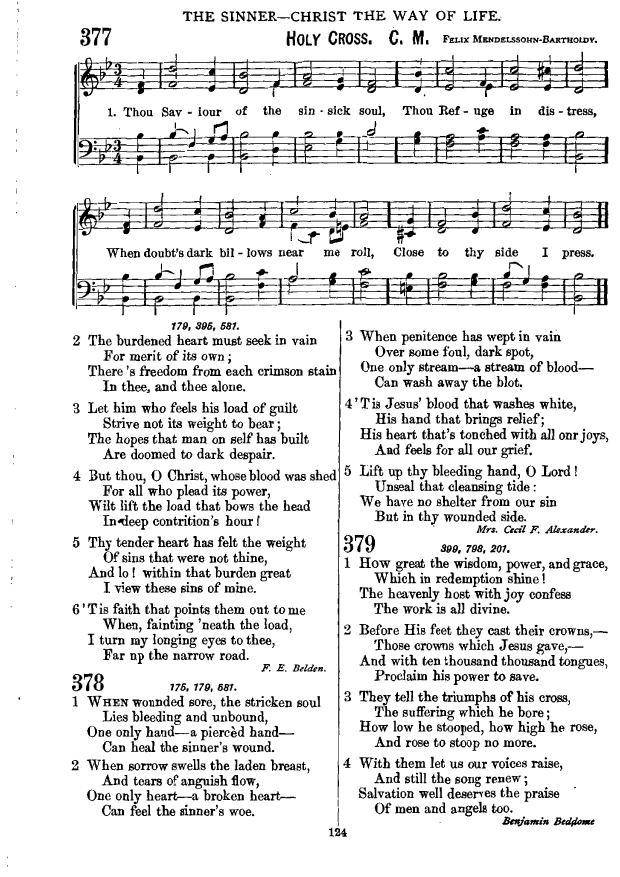 THE SINNER—CHRIST THE WAY OF LIFE.
377 HOLY CROSS. C. M. FELIX MENDELSSOHN-BARTHOLDY.
1. Thou Sav - iour of the sin - sick soul, Thou Ref - uge in dis - tress,
When doubt's dark bil - lows near me roll, Close to thy side I press.
179, 395, 581.
2 The burdened heart must seek in vain
For merit of its own;
There's freedom from each crimson stain
In thee, and thee alone.
3 Let him who feels his load of guilt
Strive not its weight to bear;
The hopes that man on self has built
Are doomed to dark despair.
4 But thou, O Christ, whose blood was shed
For all who plead its power,
Wilt lift the load that bows the head
In deep contrition's hour!
5 Thy tender heart has felt the weight
Of sins that were not thine,
And lo! within that burden great
I view these sins of mine.
6 'Tis faith that points them out to me
When, fainting 'neath the load,
I turn my longing eyes to thee,
Far up the narrow road.
F. E. Belden.
378 175, 179, 581.
1 WHEN wounded sore, the stricken soul
Lies bleeding and unbound,
One only hand—a piercèd hand—
Can heal the sinner's wound.
2 When sorrow swells the laden breast,
And tears of anguish flow,
One only heart—a broken heart—
Can feel the sinner's woe.
3 When penitence has wept in vain
Over some foul, dark spot,
One only stream—a stream of blood—
Can wash away the blot.
4 'Tis Jesus' blood that washes white,
His hand that brings relief;
His heart that's touched with all our joys,
And feels for all our grief.
5 Lift up thy bleeding hand, O Lord!
Unseal that cleansing tide:
We have no shelter from our sin
But in thy wounded side.
Mrs. Cecil F. Alexander.
379 399, 798, 201.
1 How great the wisdom, power, and grace,
Which in redemption shine!
The heavenly host with joy confess
The work is all divine.
2 Before His feet they cast their crowns,—
Those crowns which Jesus gave,—
And with ten thousand thousand tongues,
Proclaim his power to save.
3 They tell the triumphs of his cross,
The suffering which he bore;
How low he stooped, how high he rose,
And rose to stoop no more.
4 With them let us our voices raise,
And still the song renew;
Salvation well deserves the praise
Of men and angels too.
Benjamin Beddome
124